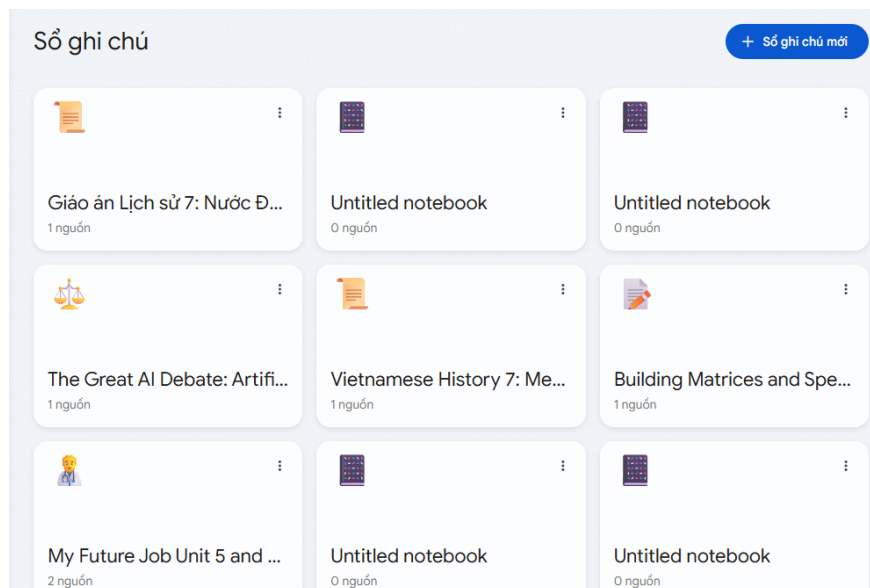 Sổ ghi chú
+ Sổ ghi chú mới
Giáo án Lịch sử 7: Nước Đ...
1 nguồn
Untitled notebook
0 nguồn
Untitled notebook
0 nguồn
The Great AI Debate: Artifi...
1 nguồn
Vietnamese History 7: Me...
1 nguồn
Building Matrices and Spe...
1 nguồn
My Future Job Unit 5 and ...
2 nguồn
Untitled notebook
0 nguồn
Untitled notebook
0 nguồn